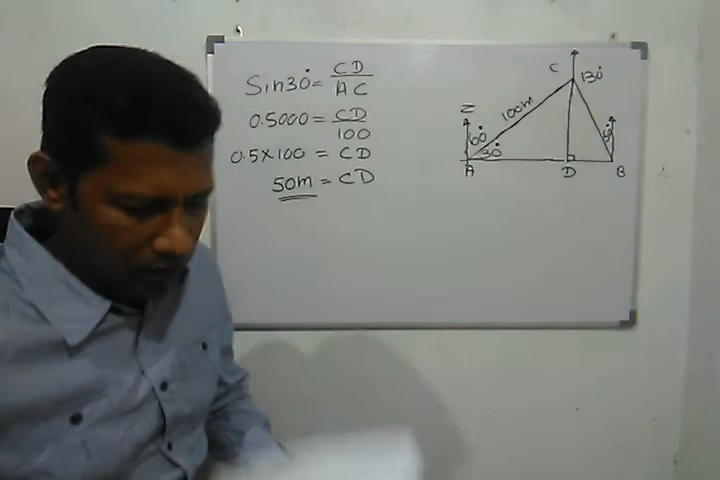 Sin30° = CD/AC
0.5000 = CD/100
0.5×100 = CD
50m = CD
C 130°
100m
N
60°
30°
A D B